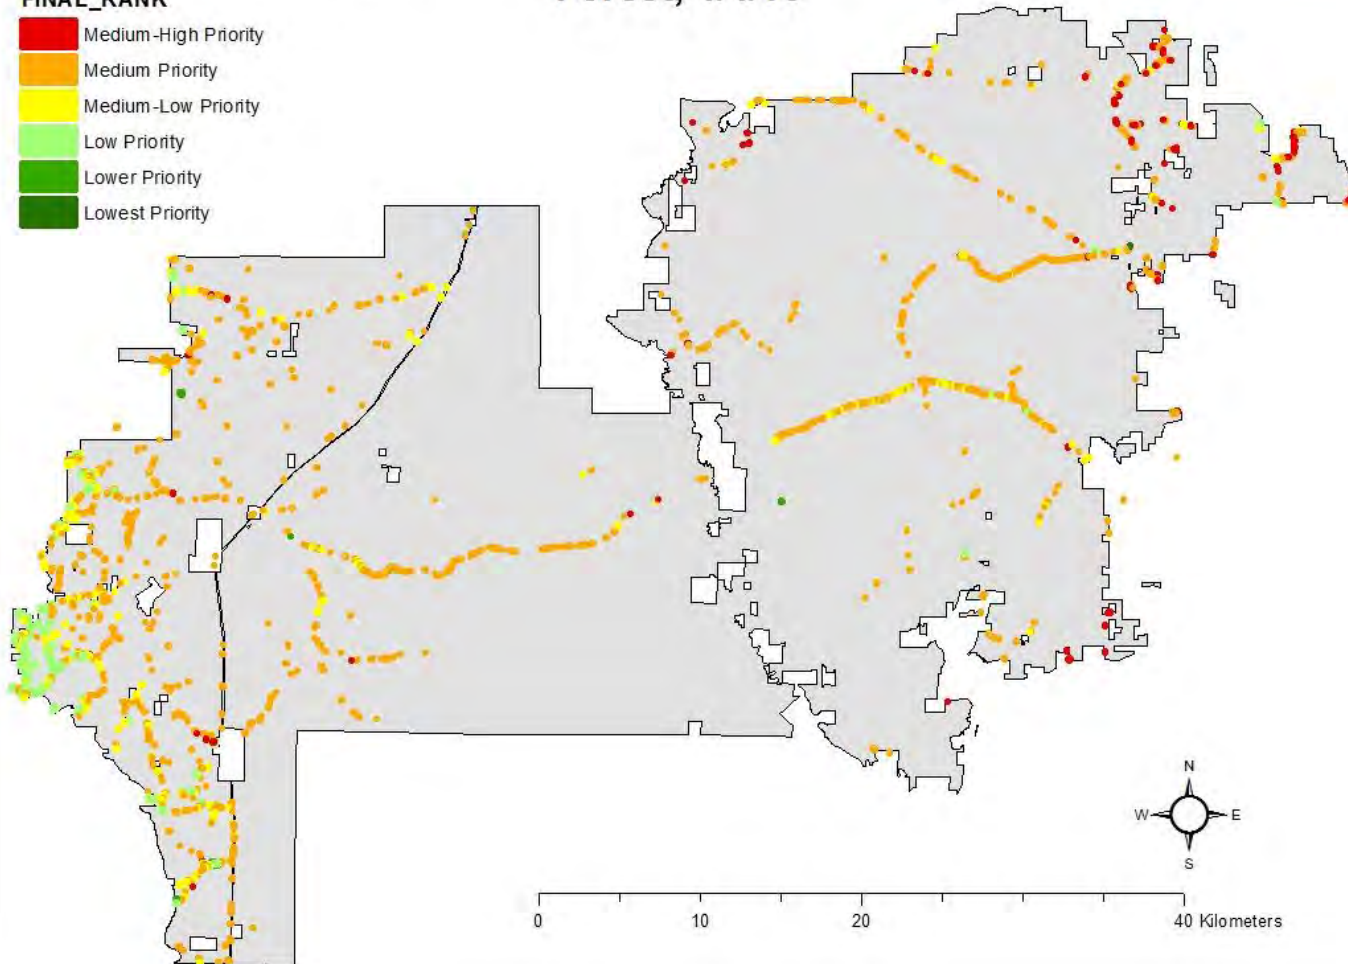 FINAL_RANK
Medium-High Priority
Medium Priority
Medium-Low Priority
Low Priority
Lower Priority
Lowest Priority
N
W E
S
0 10 20 40 Kilometers